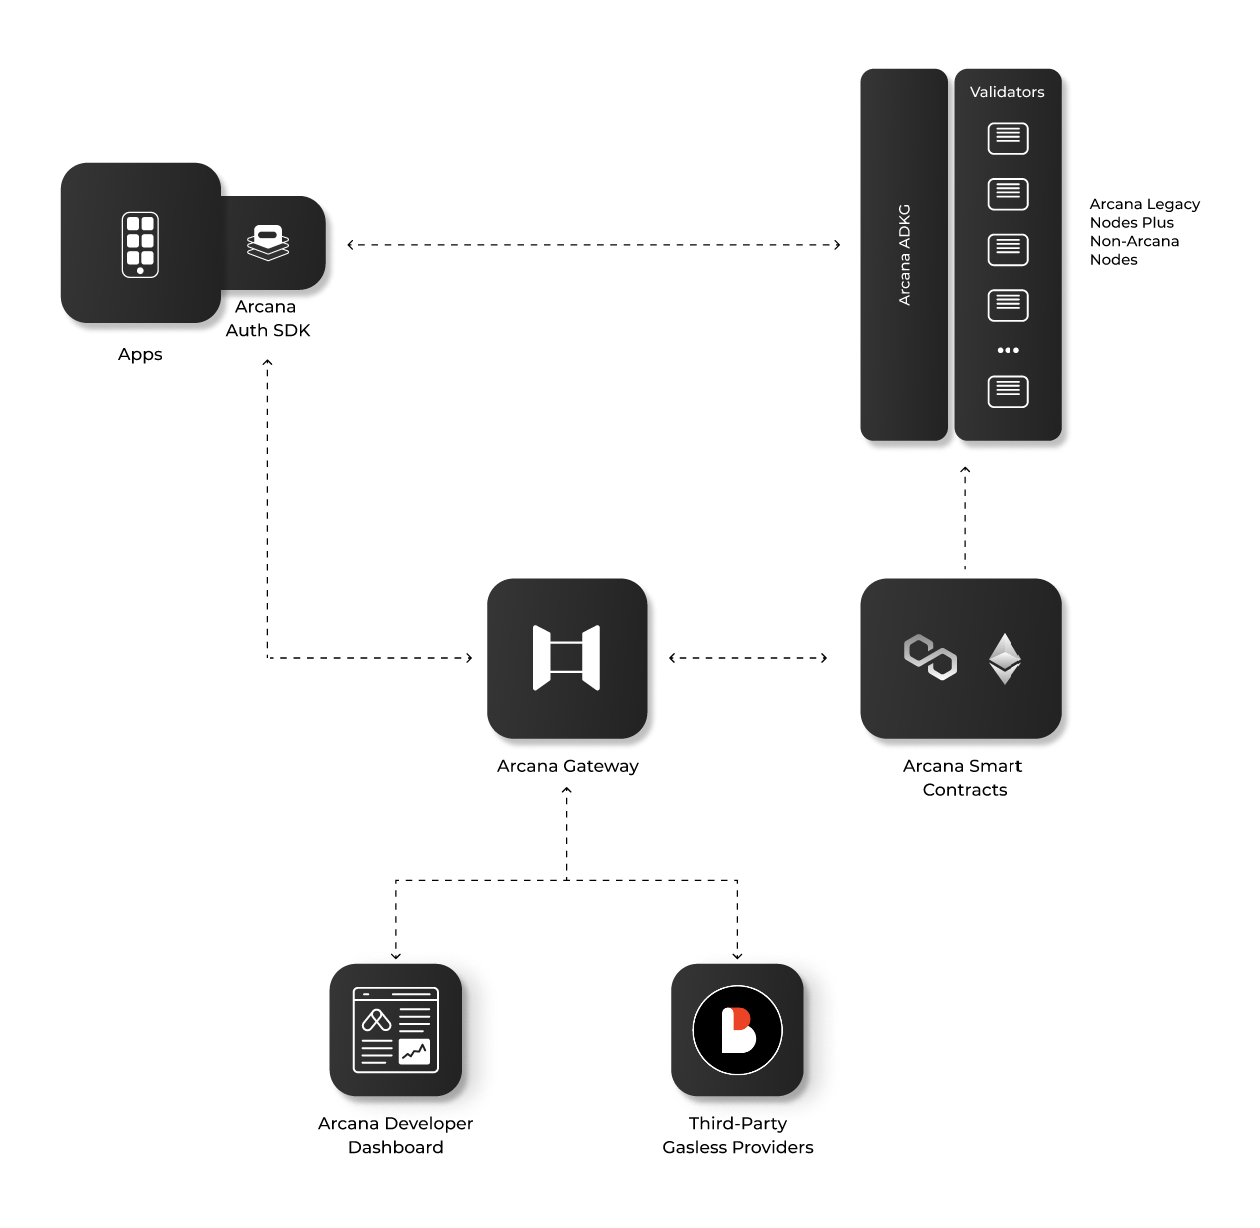 Validators
Arcana ADKG
Arcana Legacy
Nodes Plus
Non-Arcana
Nodes
Arcana
Auth SDK
Apps
Arcana Gateway
Arcana Smart
Contracts
Arcana Developer
Dashboard
Third-Party
Gasless Providers